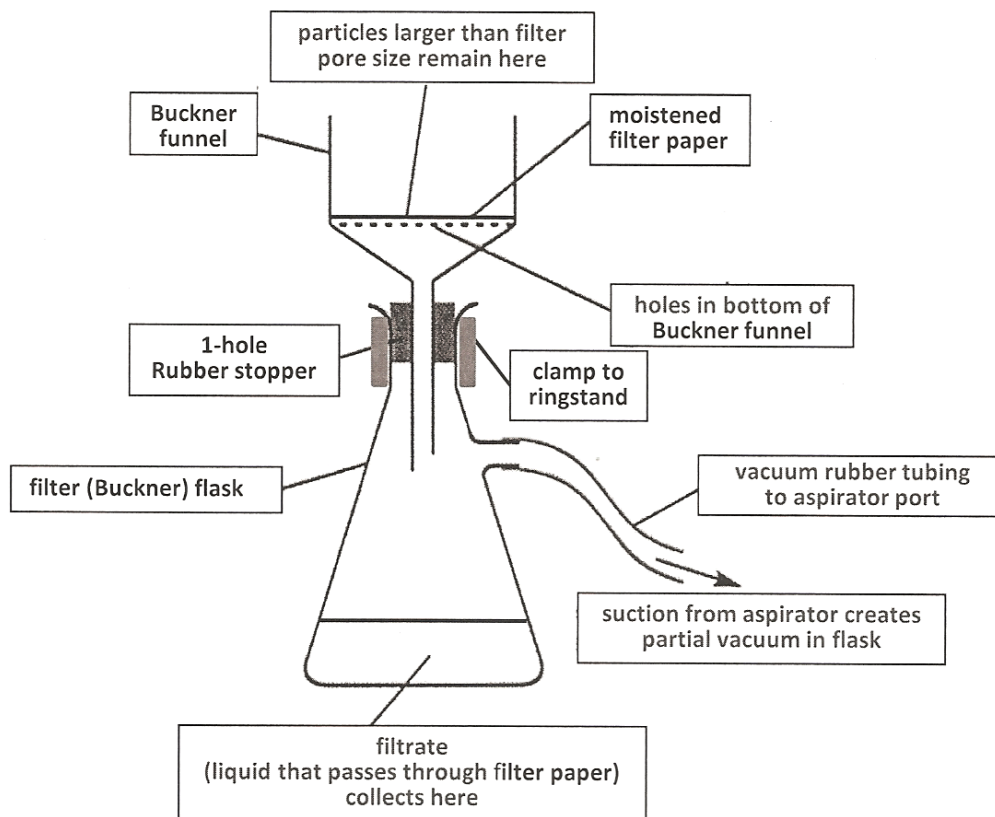 particles larger than filter
pore size remain here
Buckner
funnel
moistened
filter paper
holes in bottom of
Buckner funnel
1-hole
Rubber stopper
clamp to
ringstand
filter (Buckner) flask
vacuum rubber tubing
to aspirator port
suction from aspirator creates
partial vacuum in flask
filtrate
(liquid that passes through filter paper)
collects here